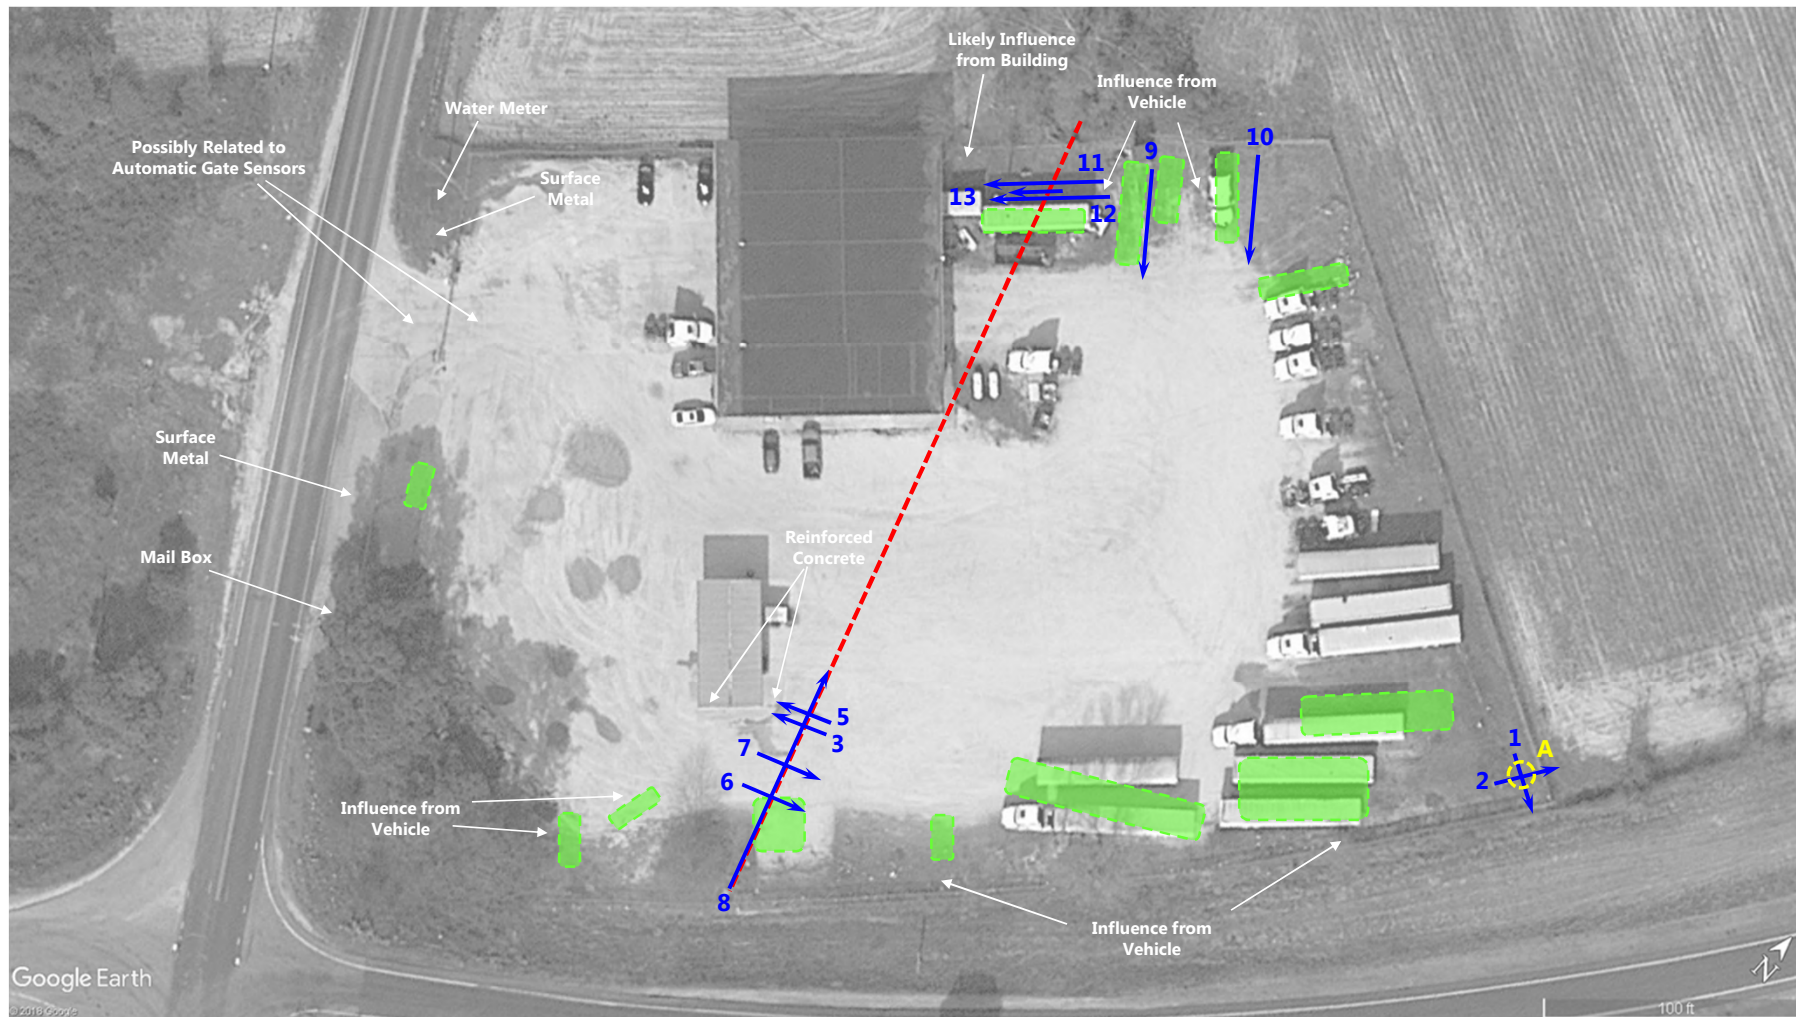 Likely Influence
from Building
Influence from
Vehicle
Water Meter
Possibly Related to
Automatic Gate Sensors
Surface
Metal
10
9
11
13
12
Surface
Metal
Mail Box
Reinforced
Concrete
5
3
7
6
1
A
2
Influence from
Vehicle
8
Influence from
Vehicle
Google Earth
© 2018 Google
N
100 ft